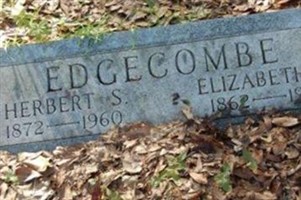 EDGECOMBE
HERBERT S. ELIZABETH
1872 — 1960 1862 —